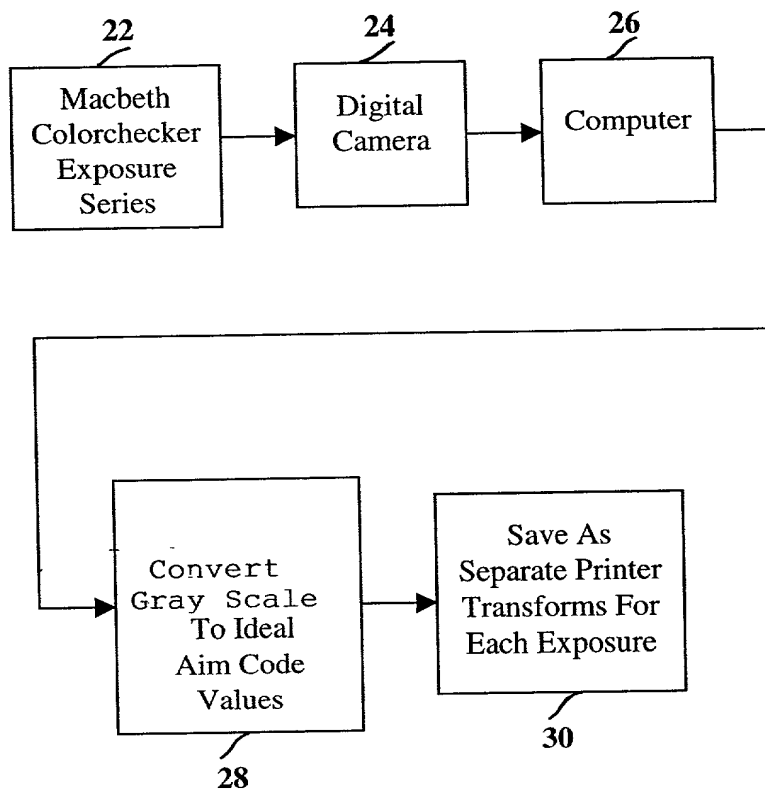 22
Macbeth
Colorchecker
Exposure
Series
24
Digital
Camera
26
Computer
Convert
Gray Scale
To Ideal
Aim Code
Values
28
Save As
Separate Printer
Transforms For
Each Exposure
30